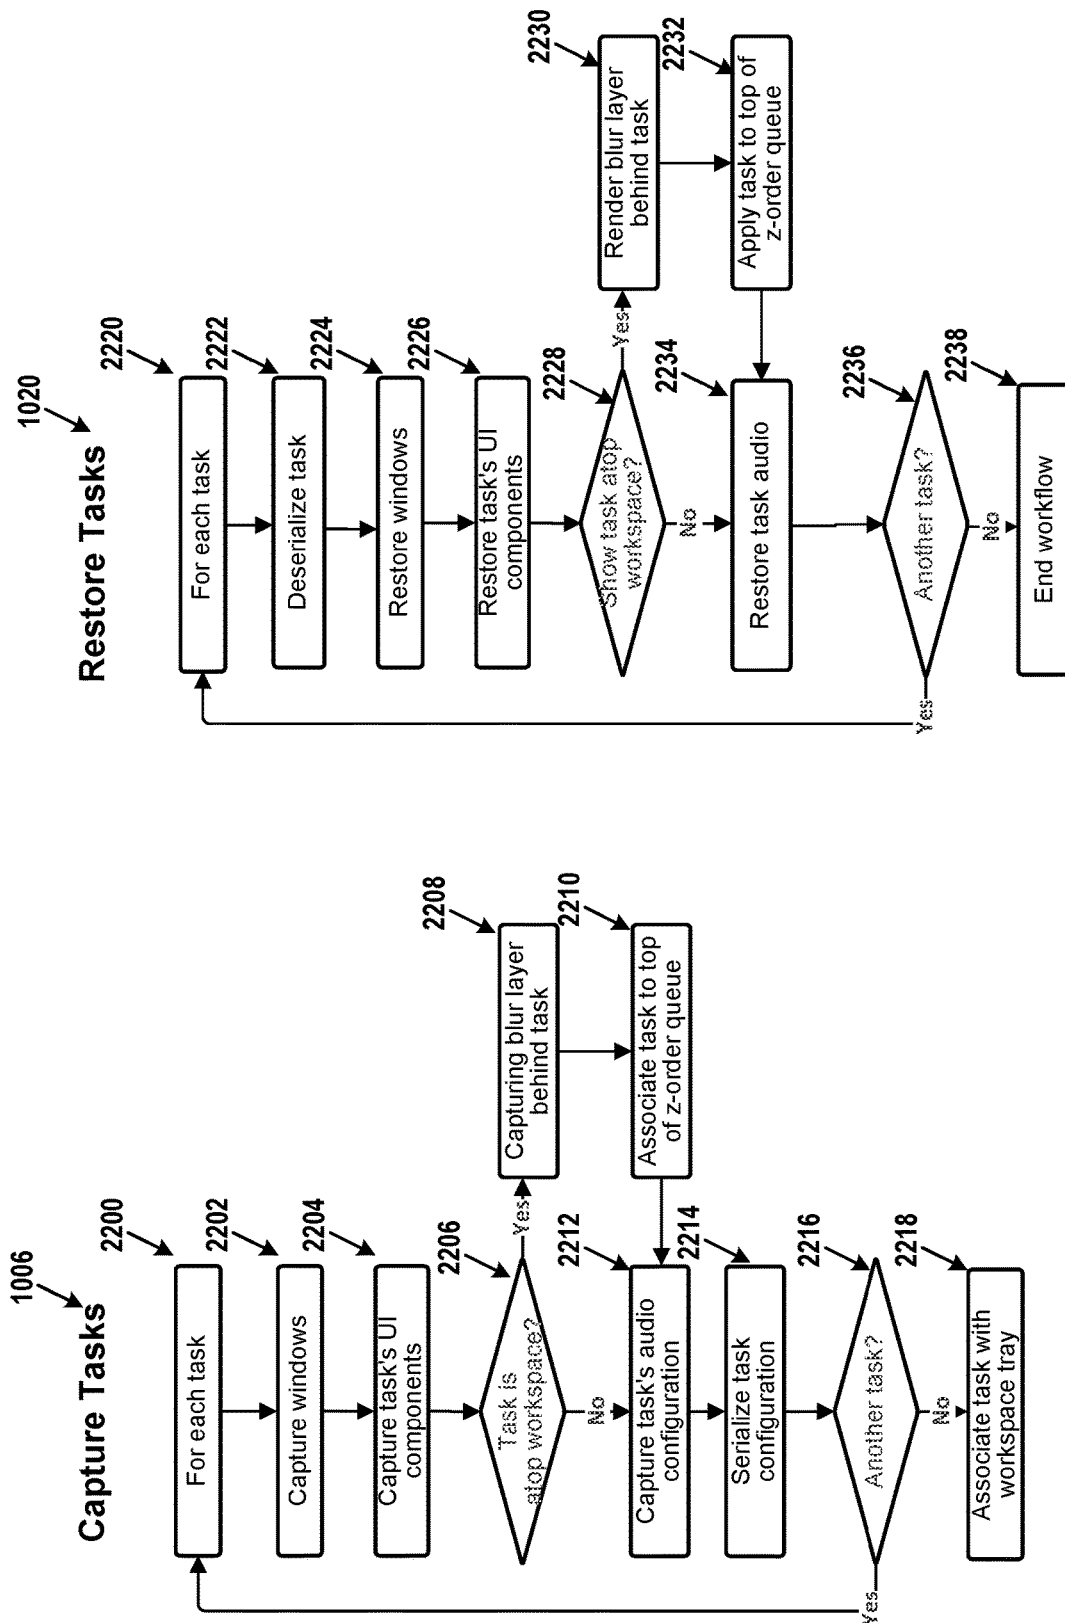 Capture Tasks
1006
For each task
2200
Capture windows
2202
Capture task's UI
components
2204
Task is
atop workspace?
2206
Yes
Capturing blur layer
behind task
2208
Associate task to top
of z-order queue
2210
No
Capture task's audio
configuration
2212
Serialize task
configuration
2214
Another task?
2216
Yes
No
Associate task with
workspace tray
2218
Restore Tasks
1020
For each task
2220
Deserialize task
2222
Restore windows
2224
Restore task's UI
components
2226
Show task atop
workspace?
2228
Yes
Render blur layer
behind task
2230
Apply task to top of
z-order queue
2232
No
Restore task audio
2234
Another task?
2236
Yes
No
End workflow
2238